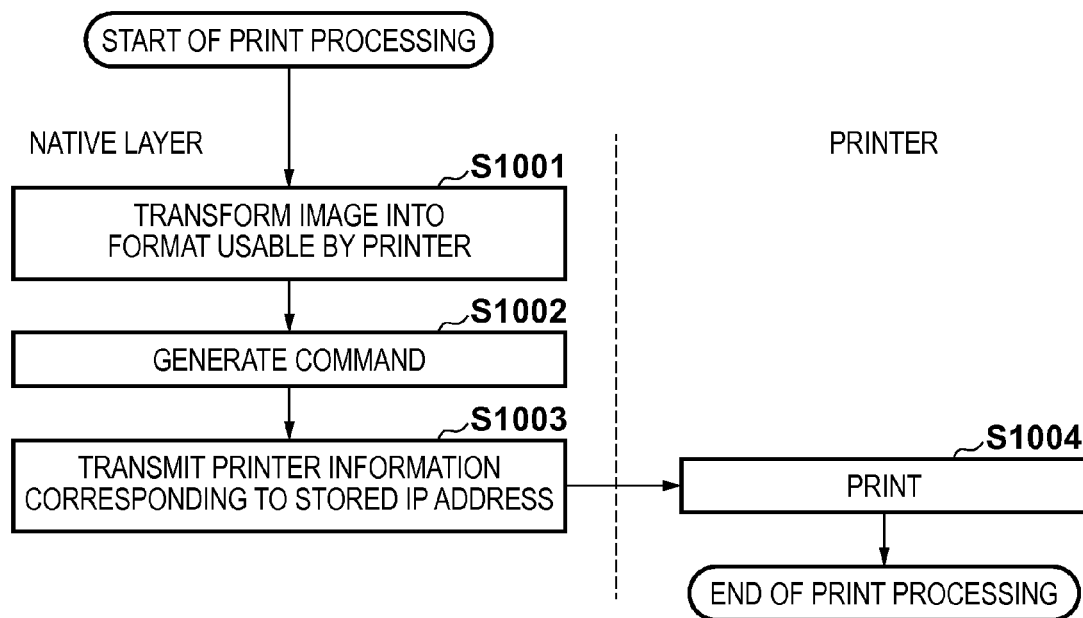 START OF PRINT PROCESSING
NATIVE LAYER
PRINTER
S1001
TRANSFORM IMAGE INTO
FORMAT USABLE BY PRINTER
S1002
GENERATE COMMAND
S1003
TRANSMIT PRINTER INFORMATION
CORRESPONDING TO STORED IP ADDRESS
S1004
PRINT
END OF PRINT PROCESSING